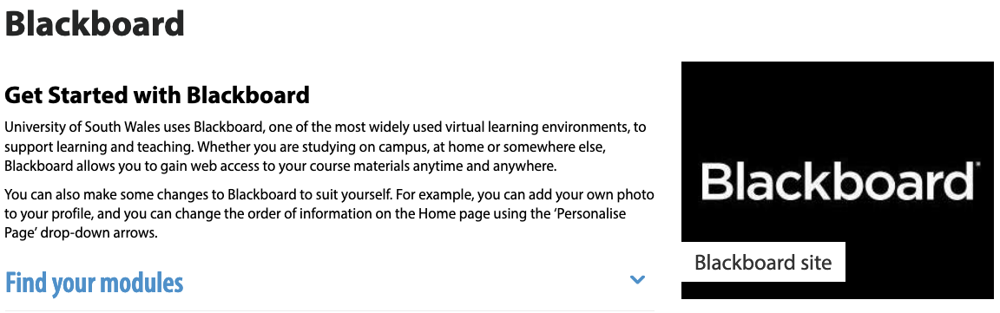 Blackboard
Get Started with Blackboard
University of South Wales uses Blackboard, one of the most widely used virtual learning environments, to
support learning and teaching. Whether you are studying on campus, at home or somewhere else,
Blackboard allows you to gain web access to your course materials anytime and anywhere.
You can also make some changes to Blackboard to suit yourself. For example, you can add your own photo
to your profile, and you can change the order of information on the Home page using the ‘Personalise
Page’ drop-down arrows.
Find your modules
Blackboard
Blackboard site